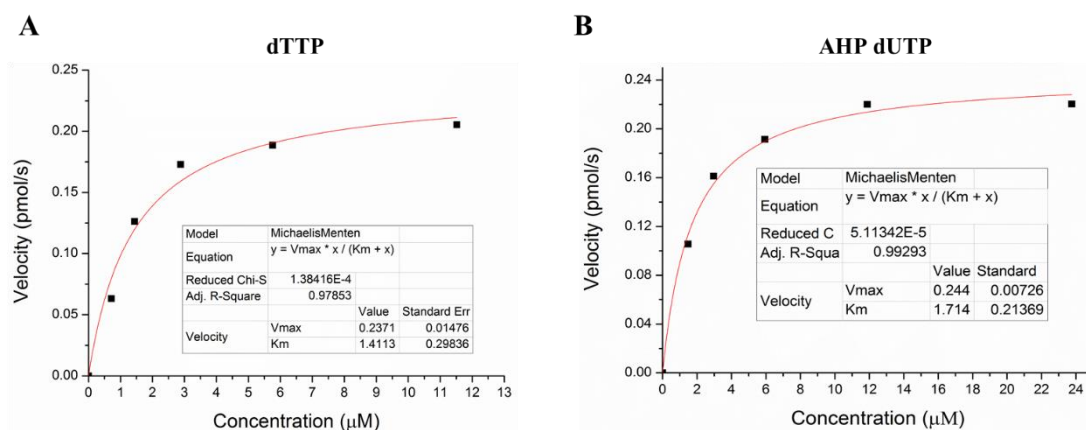 A
dTTP
0.25
0.20
0.15
0.10
0.05
0.00
Velocity (pmol/s)
0 1 2 3 4 5 6 7 8 9 10 11 12 13
Concentration (μM)
Model MichaelisMenten
Equation y = Vmax * x / (Km + x)
Reduced Chi-S 1.38416E-4
Adj. R-Square 0.97853
Value Standard Err
Velocity Vmax 0.2371 0.01476
Km 1.4113 0.29836
B
AHP dUTP
0.24
0.20
0.16
0.12
0.08
0.04
0.00
Velocity (pmol/s)
0 2 4 6 8 10 12 14 16 18 20 22 24
Concentration (μM)
Model MichaelisMenten
Equation y = Vmax * x / (Km + x)
Reduced C 5.11342E-5
Adj. R-Squa 0.99293
Value Standard
Velocity Vmax 0.244 0.00726
Km 1.714 0.21369